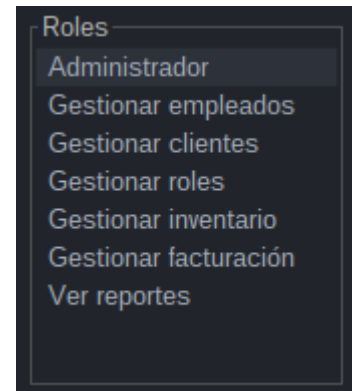 Roles
Administrador
Gestionar empleados
Gestionar clientes
Gestionar roles
Gestionar inventario
Gestionar facturación
Ver reportes